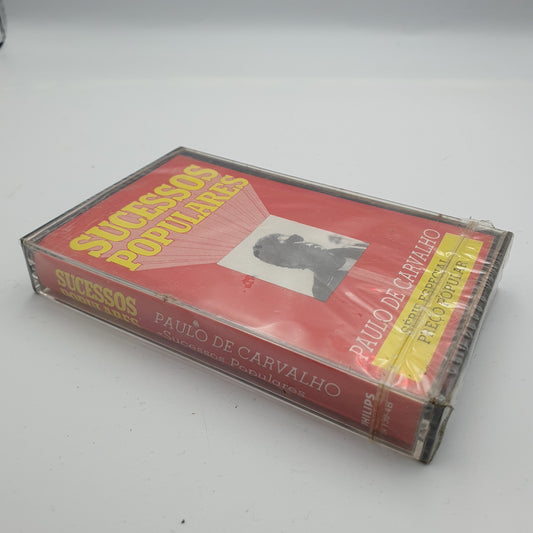 SUCESSOS
POPULARES
PAULO DE CARVALHO
SÉRIE ESPECIAL
PREÇO POPULAR
SUCESSOS
POPULARES
PAULO DE CARVALHO
«Sucessos Populares
PHILIPS